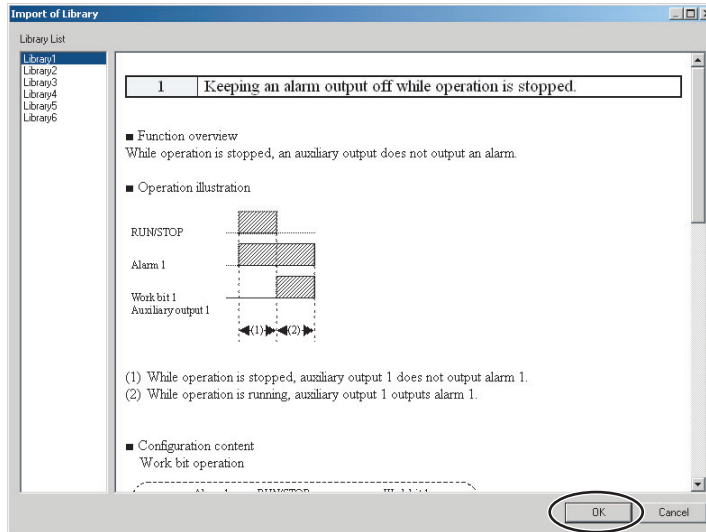 Import of Library
Library List
Library1
Library2
Library3
Library4
Library5
Library6
1 Keeping an alarm output off while operation is stopped.
■ Function overview
While operation is stopped, an auxiliary output does not output an alarm.
■ Operation illustration
RUN/STOP
Alarm 1
Work bit 1
Auxiliary output 1
(1) (2)
(1) While operation is stopped, auxiliary output 1 does not output alarm 1.
(2) While operation is running, auxiliary output 1 outputs alarm 1.
■ Configuration content
Work bit operation
OK Cancel